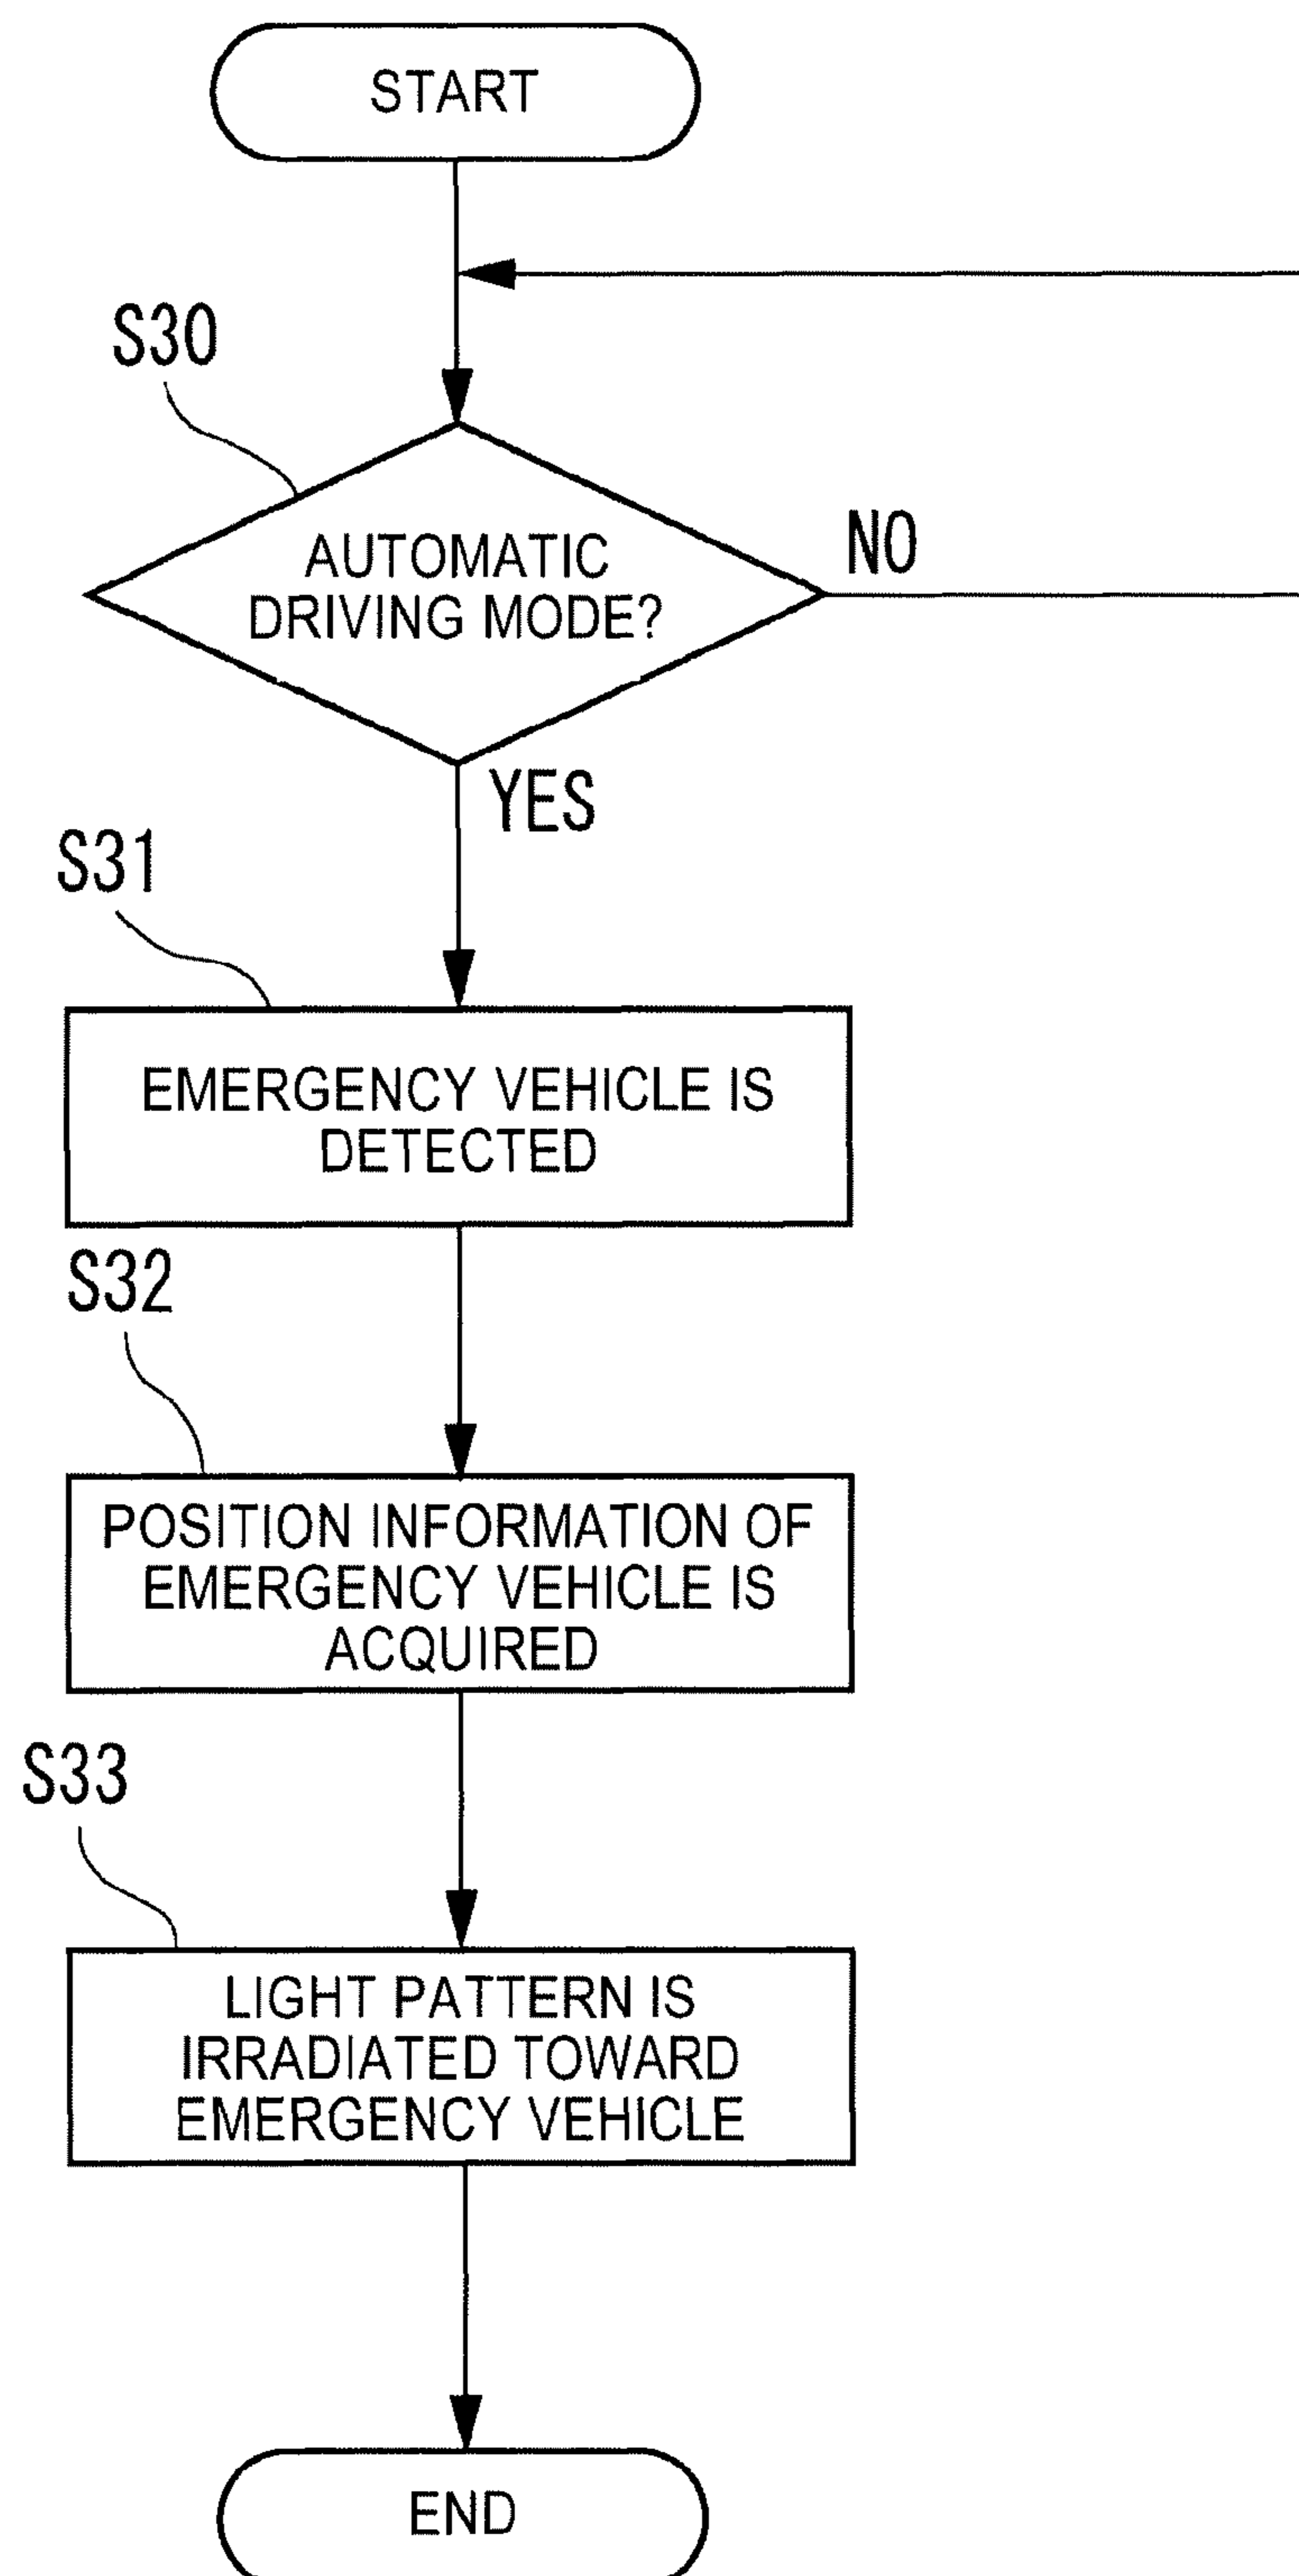 START
S30
AUTOMATIC
DRIVING MODE?
NO
YES
S31
EMERGENCY VEHICLE IS
DETECTED
S32
POSITION INFORMATION OF
EMERGENCY VEHICLE IS
ACQUIRED
S33
LIGHT PATTERN IS
IRRADIATED TOWARD
EMERGENCY VEHICLE
END